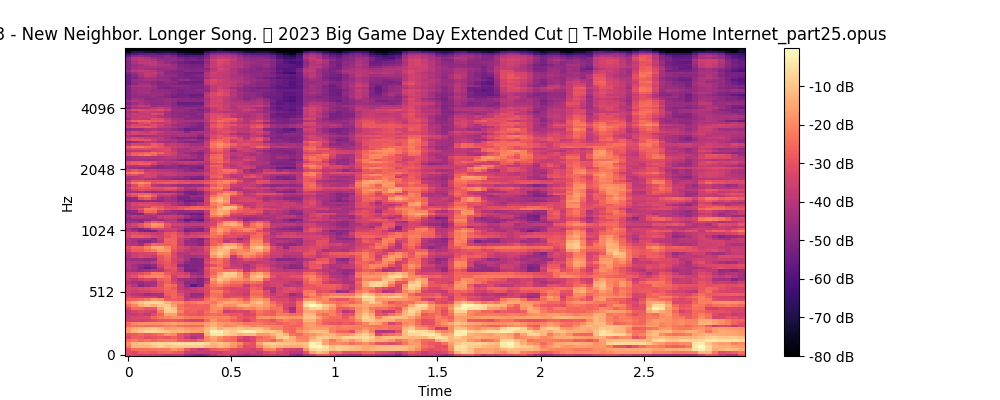 3 - New Neighbor. Longer Song. 2023 Big Game Day Extended Cut T-Mobile Home Internet_part25.opus
Hz
4096
2048
1024
512
0
0 0.5 1 1.5 2 2.5
Time
-10 dB
-20 dB
-30 dB
-40 dB
-50 dB
-60 dB
-70 dB
-80 dB